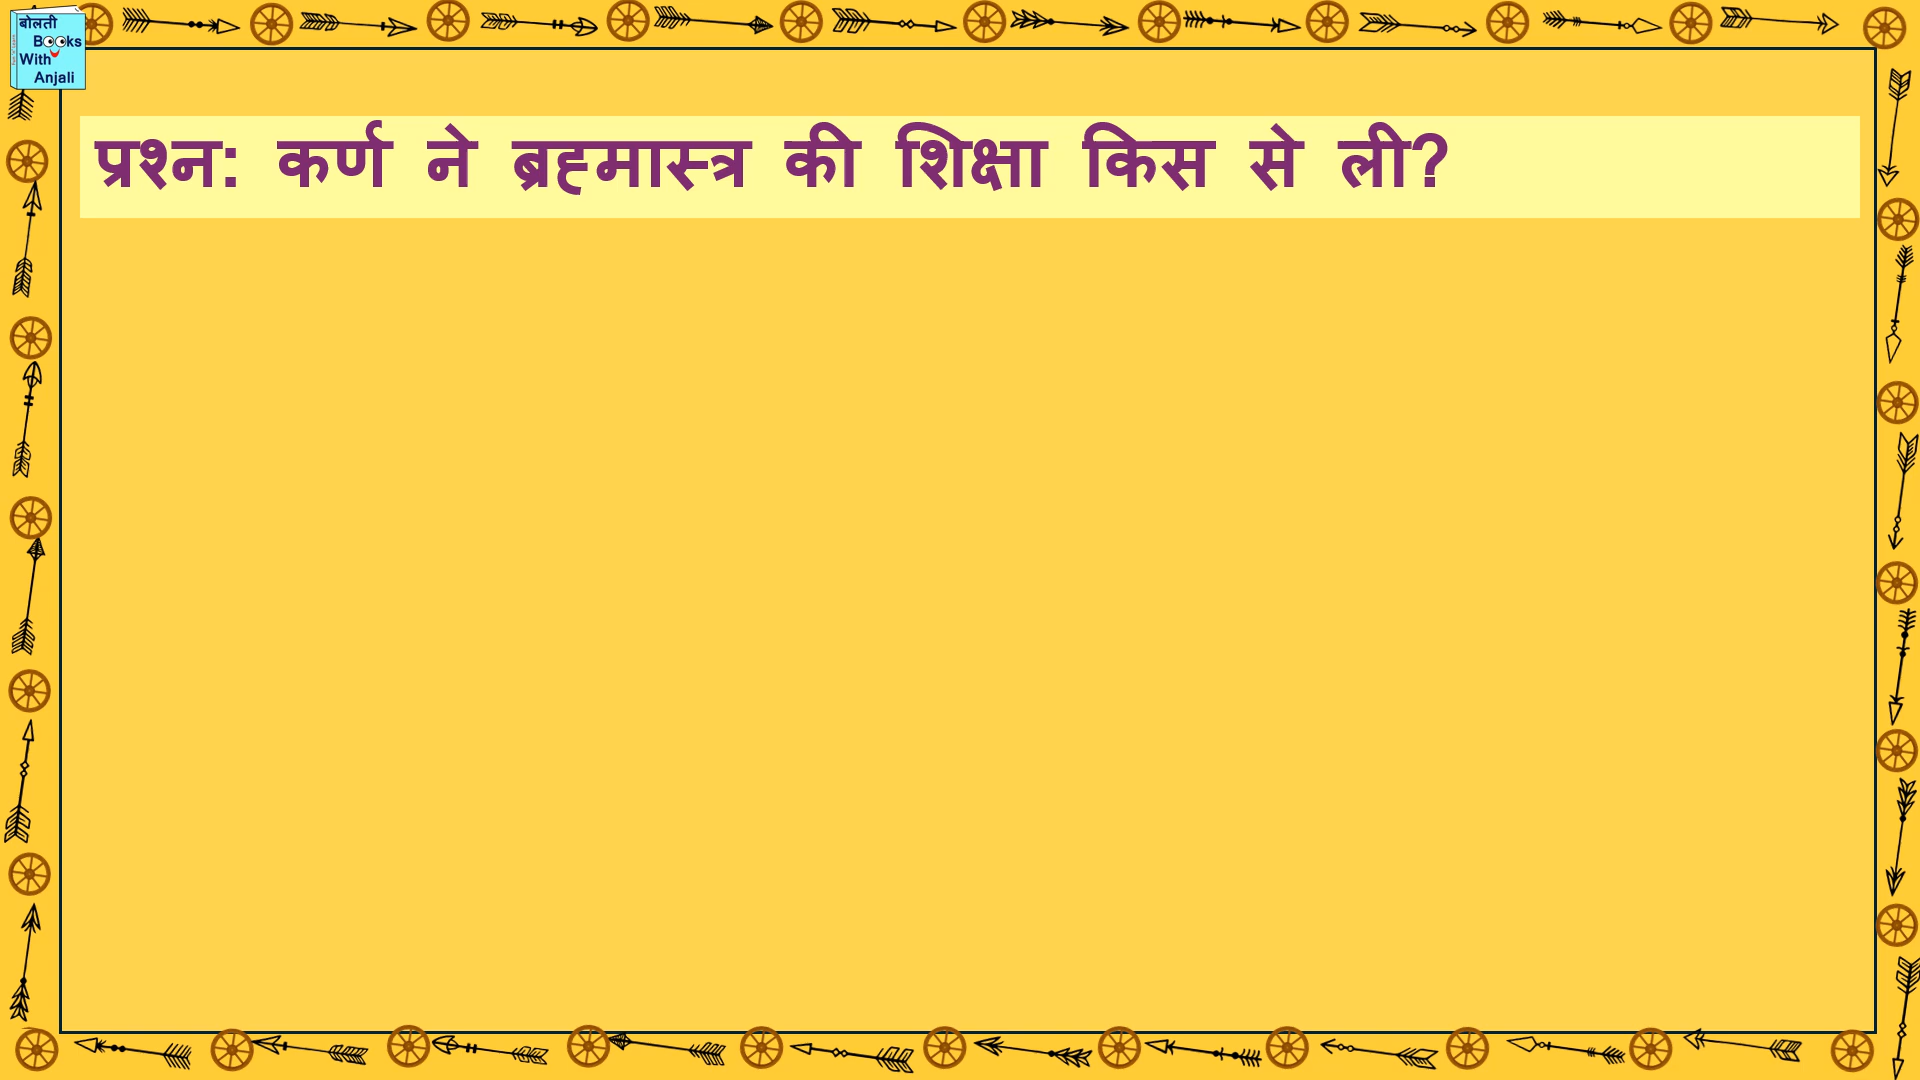 बोलती
Books
With
Anjali
प्रश्न: कर्ण ने ब्रह्मास्त्र की शिक्षा किस से ली?